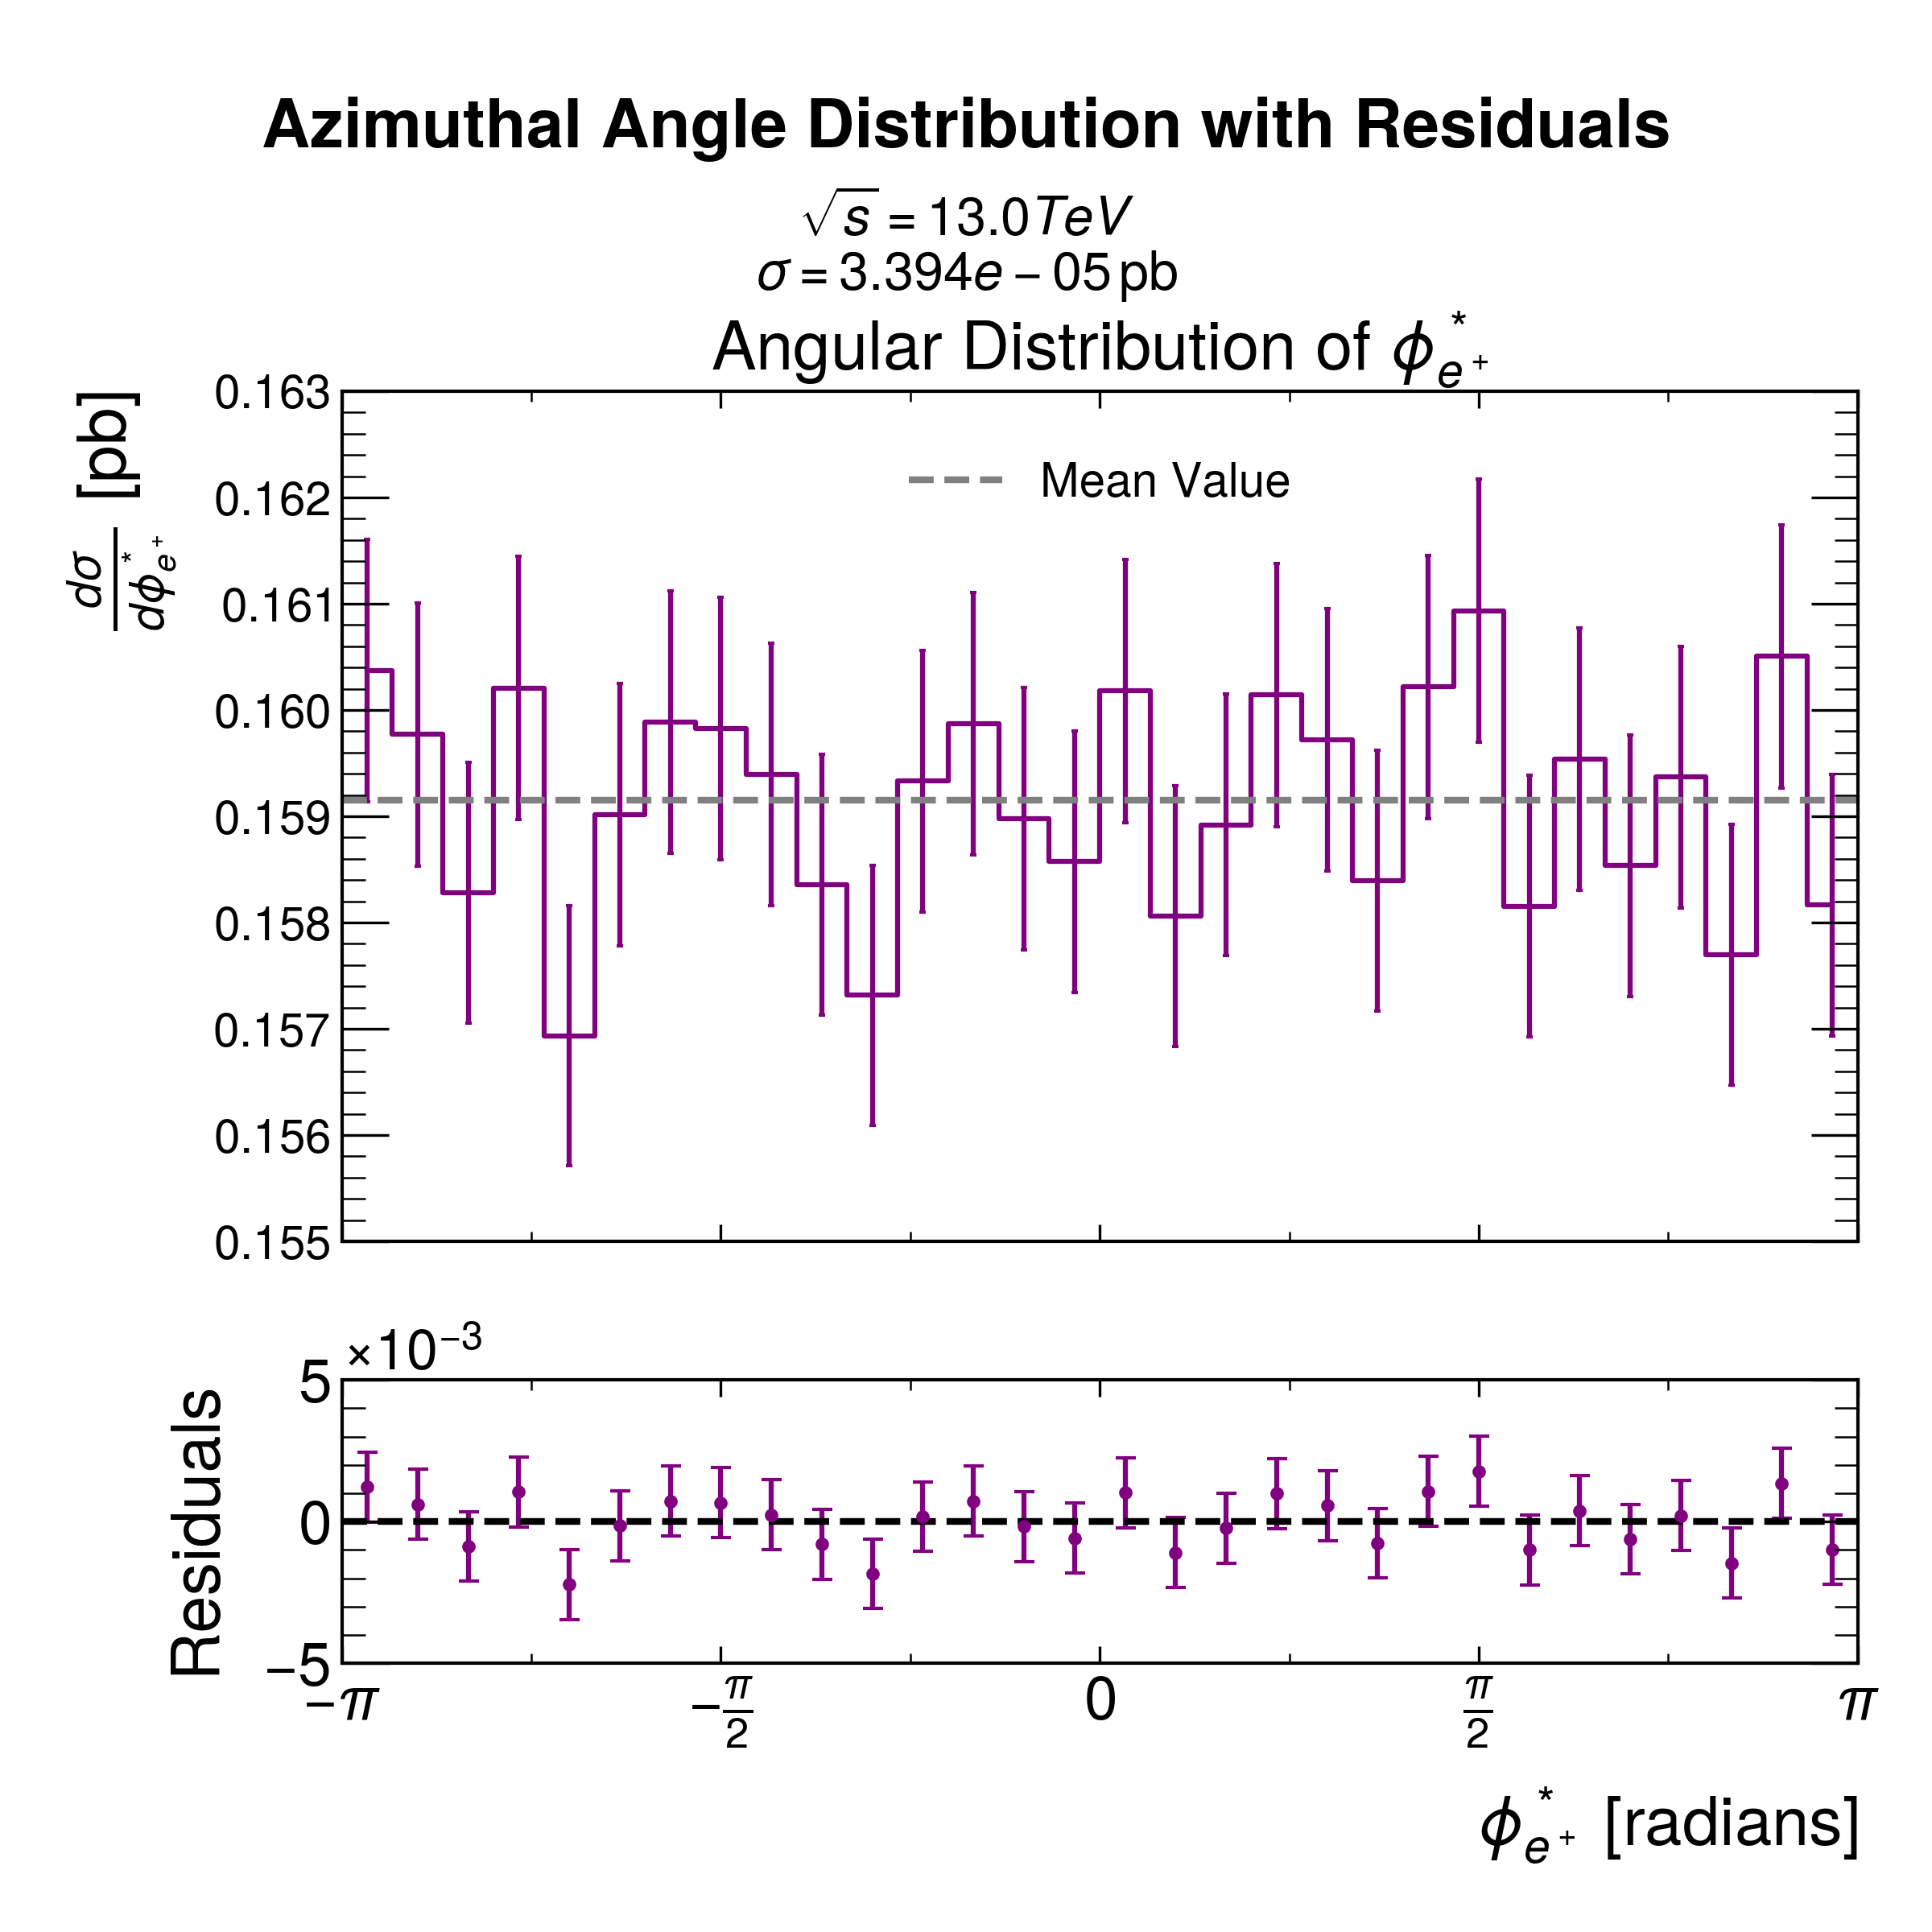 Azimuthal Angle Distribution with Residuals
√s = 13.0TeV
σ = 3.394e − 05 pb
Angular Distribution of ϕ*e+
dσ/dϕ*e+ [pb]
0.163
0.162
0.161
0.160
0.159
0.158
0.157
0.156
0.155
Mean Value
×10−3
Residuals
5
0
−5
−π
−π/2
0
π/2
π
ϕ*e+ [radians]